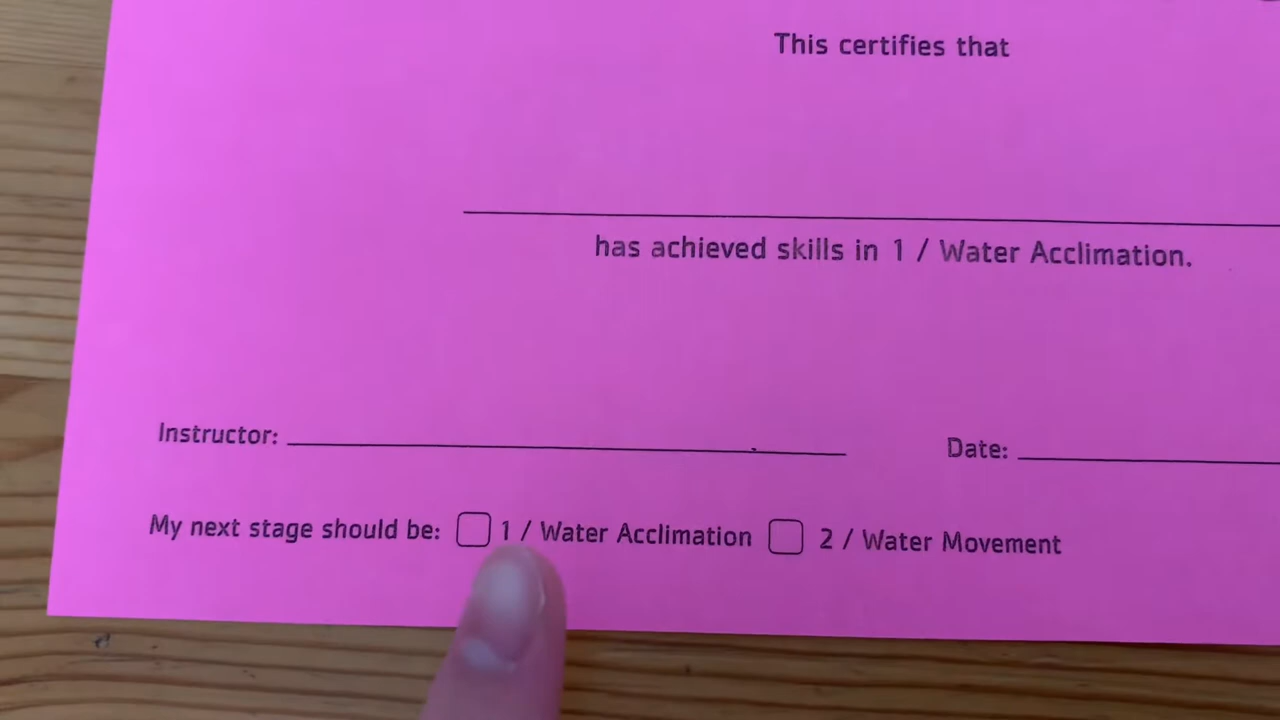 This certifies that
has achieved skills in 1 / Water Acclimation.
Instructor: Date:
My next stage should be: 1 / Water Acclimation 2 / Water Movement